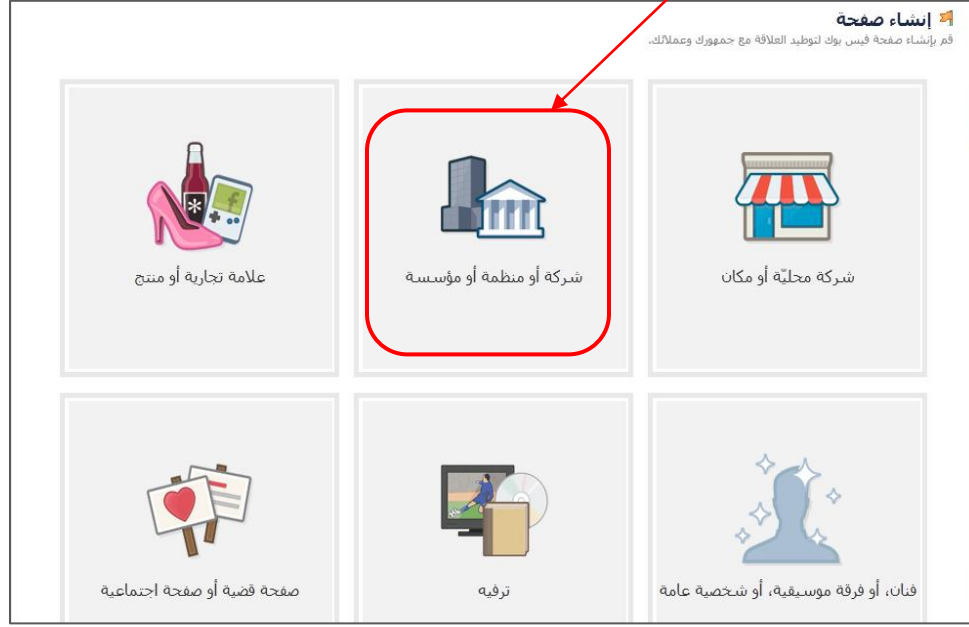 إنشاء صفحة
قم بإنشاء صفحة فيس بوك لتوطيد العلاقة مع جمهورك وعملائك.
شركة محليّة أو مكان
شركة أو منظمة أو مؤسسة
علامة تجارية أو منتج
فنان، أو فرقة موسيقية، أو شخصية عامة
ترفيه
صفحة قضية أو صفحة اجتماعية